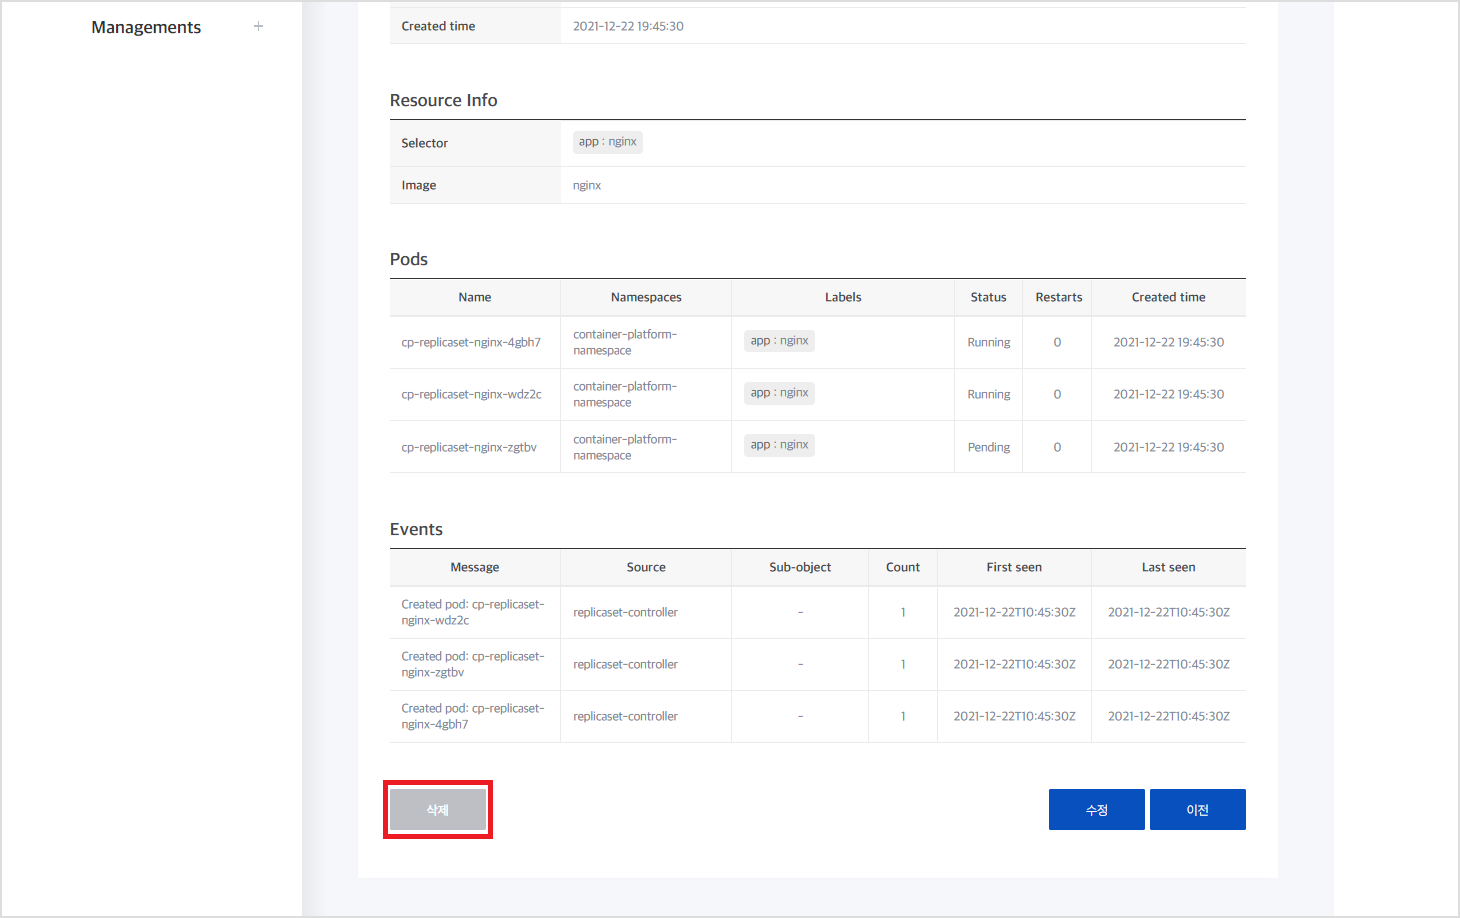 Managements +
Created time 2021-12-22 19:45:30
Resource Info
Selector app : nginx
Image nginx
Pods
Name Namespaces Labels Status Restarts Created time
cp-replicaset-nginx-4gbh7 container-platform-namespace app : nginx Running 0 2021-12-22 19:45:30
cp-replicaset-nginx-wdz2c container-platform-namespace app : nginx Running 0 2021-12-22 19:45:30
cp-replicaset-nginx-zgtbv container-platform-namespace app : nginx Pending 0 2021-12-22 19:45:30
Events
Message Source Sub-object Count First seen Last seen
Created pod: cp-replicaset-nginx-wdz2c replicaset-controller - 1 2021-12-22T10:45:30Z 2021-12-22T10:45:30Z
Created pod: cp-replicaset-nginx-zgtbv replicaset-controller - 1 2021-12-22T10:45:30Z 2021-12-22T10:45:30Z
Created pod: cp-replicaset-nginx-4gbh7 replicaset-controller - 1 2021-12-22T10:45:30Z 2021-12-22T10:45:30Z
삭제 수정 이전